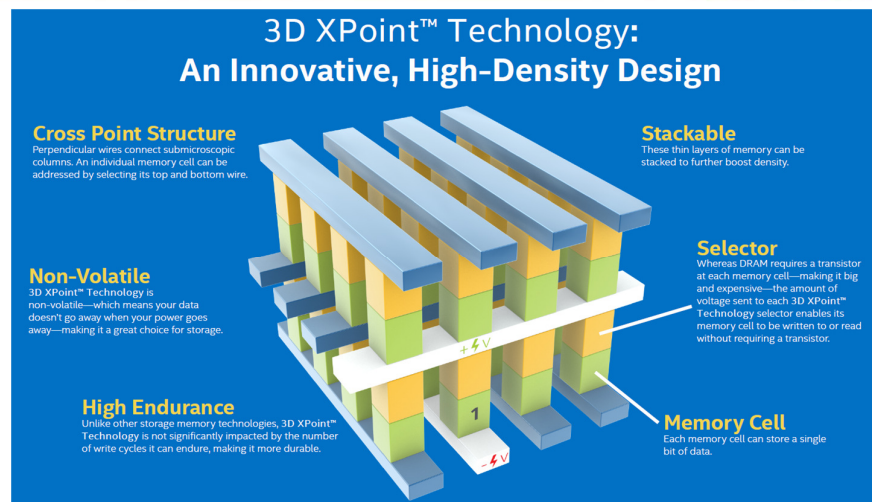 3D XPoint™ Technology:
An Innovative, High-Density Design
Cross Point Structure
Perpendicular wires connect submicroscopic
columns. An individual memory cell can be
addressed by selecting its top and bottom wire.
Non-Volatile
3D XPoint™ Technology is
non-volatile—which means your data
doesn't go away when your power goes
away—making it a great choice for storage.
High Endurance
Unlike other storage memory technologies, 3D XPoint™
Technology is not significantly impacted by the number
of write cycles it can endure, making it more durable.
Stackable
These thin layers of memory can be
stacked to further boost density.
Selector
Whereas DRAM requires a transistor
at each memory cell—making it big
and expensive—the amount of
voltage sent to each 3D XPoint™
Technology selector enables its
memory cell to be written to or read
without requiring a transistor.
Memory Cell
Each memory cell can store a single
bit of data.
+⚡V
1
-⚡V